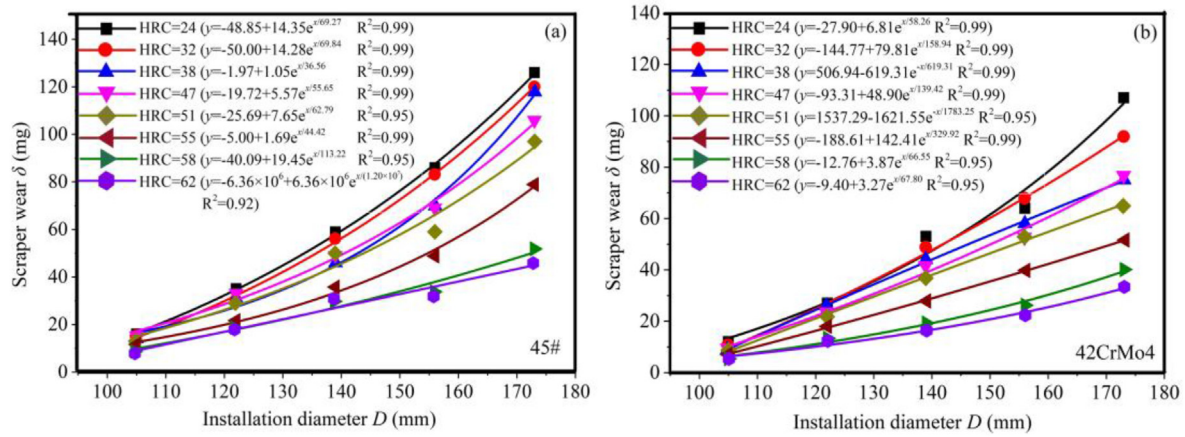 (a)
HRC=24 (y=-48.85+14.35e^x/69.27 R²=0.99)
HRC=32 (y=-50.00+14.28e^x/69.84 R²=0.99)
HRC=38 (y=-1.97+1.05e^x/36.56 R²=0.99)
HRC=47 (y=-19.72+5.57e^x/55.65 R²=0.99)
HRC=51 (y=-25.69+7.65e^x/62.79 R²=0.95)
HRC=55 (y=-5.00+1.69e^x/44.42 R²=0.99)
HRC=58 (y=-40.09+19.45e^x/113.22 R²=0.95)
HRC=62 (y=-6.36×10⁶+6.36×10⁶e^x/(1.20×10⁷)
R²=0.92)
Scraper wear δ (mg)
140
120
100
80
60
40
20
0
45#
100 110 120 130 140 150 160 170 180
Installation diameter D (mm)
(b)
HRC=24 (y=-27.90+6.81e^x/58.26 R²=0.99)
HRC=32 (y=-144.77+79.81e^x/158.94 R²=0.99)
HRC=38 (y=506.94-619.31e^-x/619.31 R²=0.99)
HRC=47 (y=-93.31+48.90e^x/139.42 R²=0.99)
HRC=51 (y=1537.29-1621.55e^-x/1783.25 R²=0.95)
HRC=55 (y=-188.61+142.41e^x/329.92 R²=0.99)
HRC=58 (y=-12.76+3.87e^x/66.55 R²=0.95)
HRC=62 (y=-9.40+3.27e^x/67.80 R²=0.95)
Scraper wear δ (mg)
140
120
100
80
60
40
20
0
42CrMo4
100 110 120 130 140 150 160 170 180
Installation diameter D (mm)